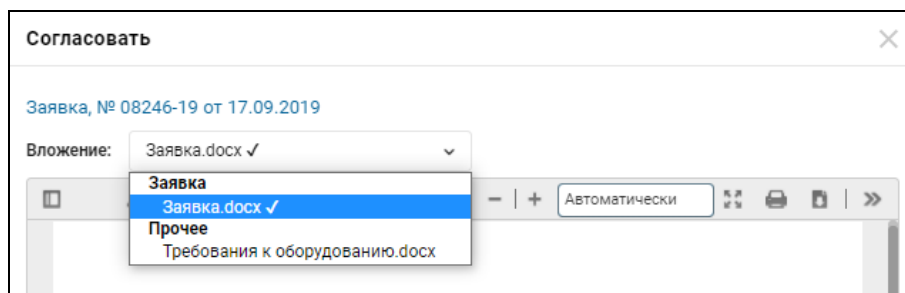 Согласовать
Заявка, № 08246-19 от 17.09.2019
Вложение: Заявка.docx ✓
Заявка
Заявка.docx ✓
Автоматически
Прочее
Требования к оборудованию.docx